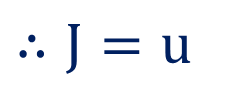 ∴ J = u